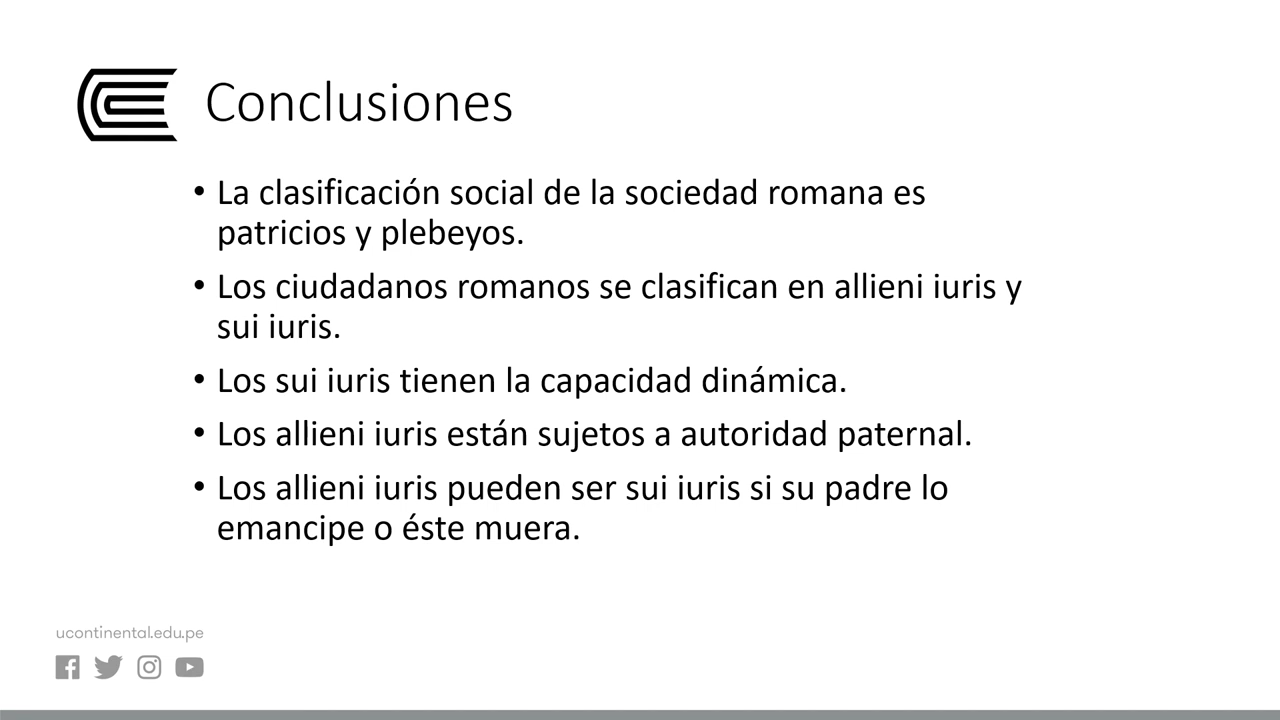 Conclusiones
• La clasificación social de la sociedad romana es
patricios y plebeyos.
• Los ciudadanos romanos se clasifican en allieni iuris y
sui iuris.
• Los sui iuris tienen la capacidad dinámica.
• Los allieni iuris están sujetos a autoridad paternal.
• Los allieni iuris pueden ser sui iuris si su padre lo
emancipe o éste muera.
ucontinental.edu.pe